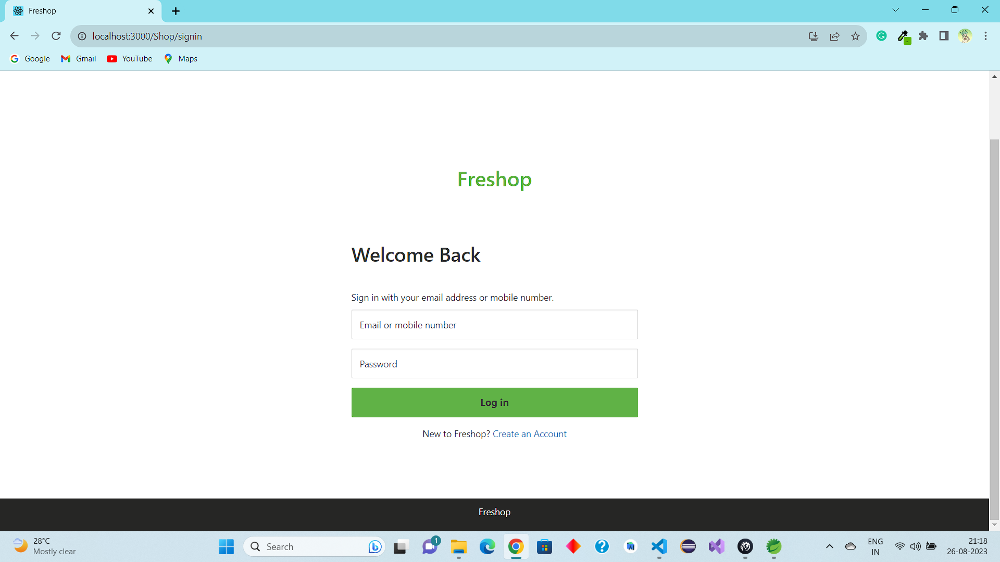 Freshop
localhost:3000/Shop/signin
Google Gmail YouTube Maps
Freshop
Welcome Back
Sign in with your email address or mobile number.
Email or mobile number
Password
Log in
New to Freshop? Create an Account
Freshop
28°C
Mostly clear
Search
1
ENG
IN
21:18
26-08-2023